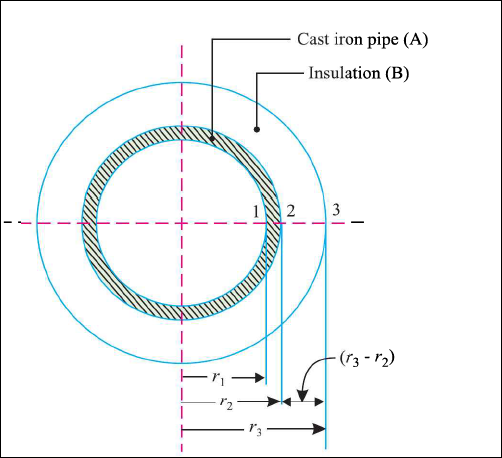 Cast iron pipe (A)
Insulation (B)
1 2 3
(r₃ - r₂)
r₁
r₂
r₃